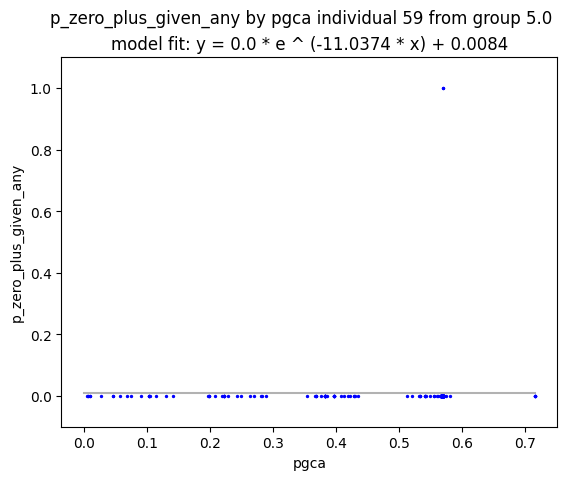 p_zero_plus_given_any by pgca individual 59 from group 5.0
model fit: y = 0.0 * e ^ (-11.0374 * x) + 0.0084
1.0
0.8
0.6
0.4
0.2
0.0
p_zero_plus_given_any
0.0 0.1 0.2 0.3 0.4 0.5 0.6 0.7
pgca